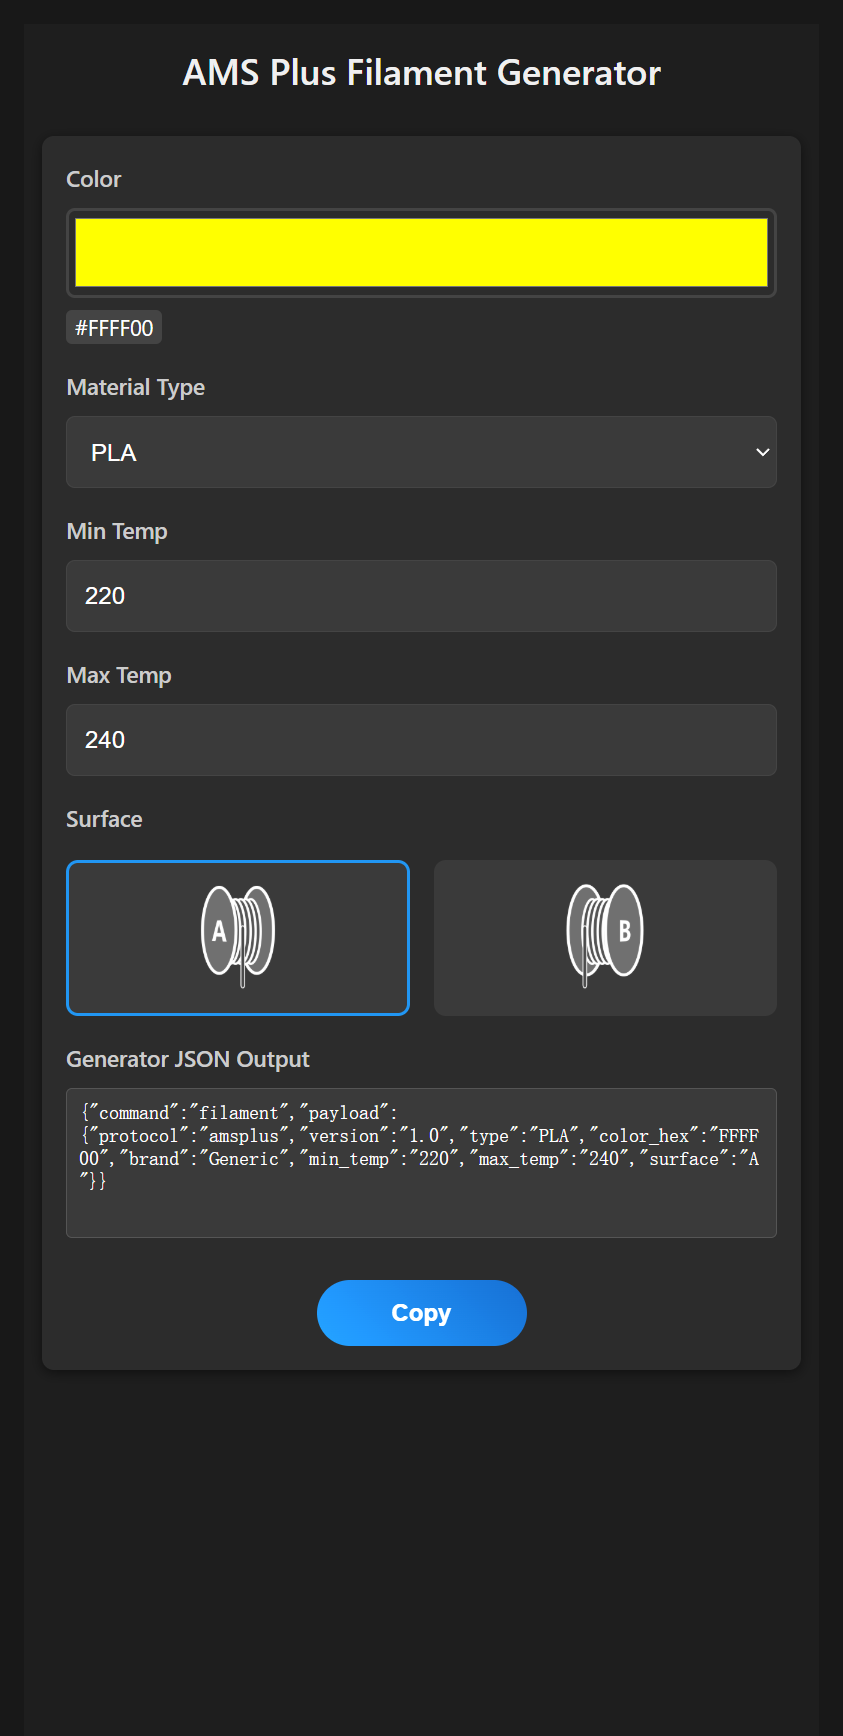 AMS Plus Filament Generator
Color
#FFFF00
Material Type
PLA
Min Temp
220
Max Temp
240
Surface
A B
Generator JSON Output
{"command":"filament","payload":
{"protocol":"amsplus","version":"1.0","type":"PLA","color_hex":"FFFF
00","brand":"Generic","min_temp":"220","max_temp":"240","surface":"A
"}}
Copy